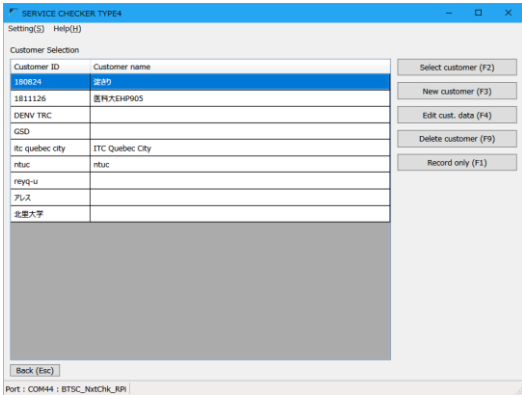 SERVICE CHECKER TYPE4
Setting(S) Help(H)
Customer Selection
Customer ID Customer name
180824 淀きり
1811126 医科大EHP905
DENV TRC
GSD
itc quebec city ITC Quebec City
ntuc ntuc
reyq-u
アレス
北里大学
Select customer (F2)
New customer (F3)
Edit cust. data (F4)
Delete customer (F9)
Record only (F1)
Back (Esc)
Port : COM44 : BTSC_NxtChk_RPi